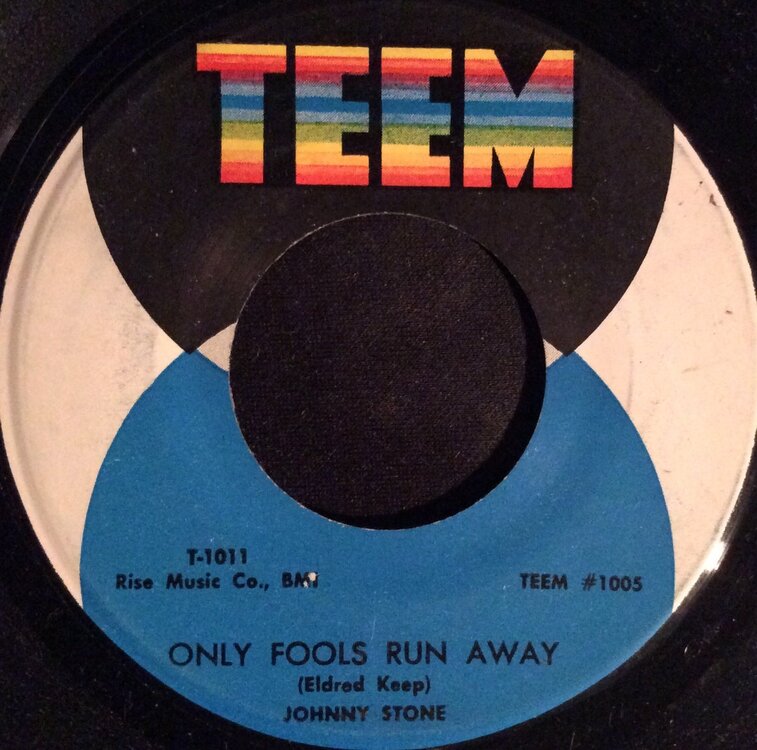 TEEM
T-1011
Rise Music Co., BMI
TEEM #1005
ONLY FOOLS RUN AWAY
(Eldred Keep)
JOHNNY STONE